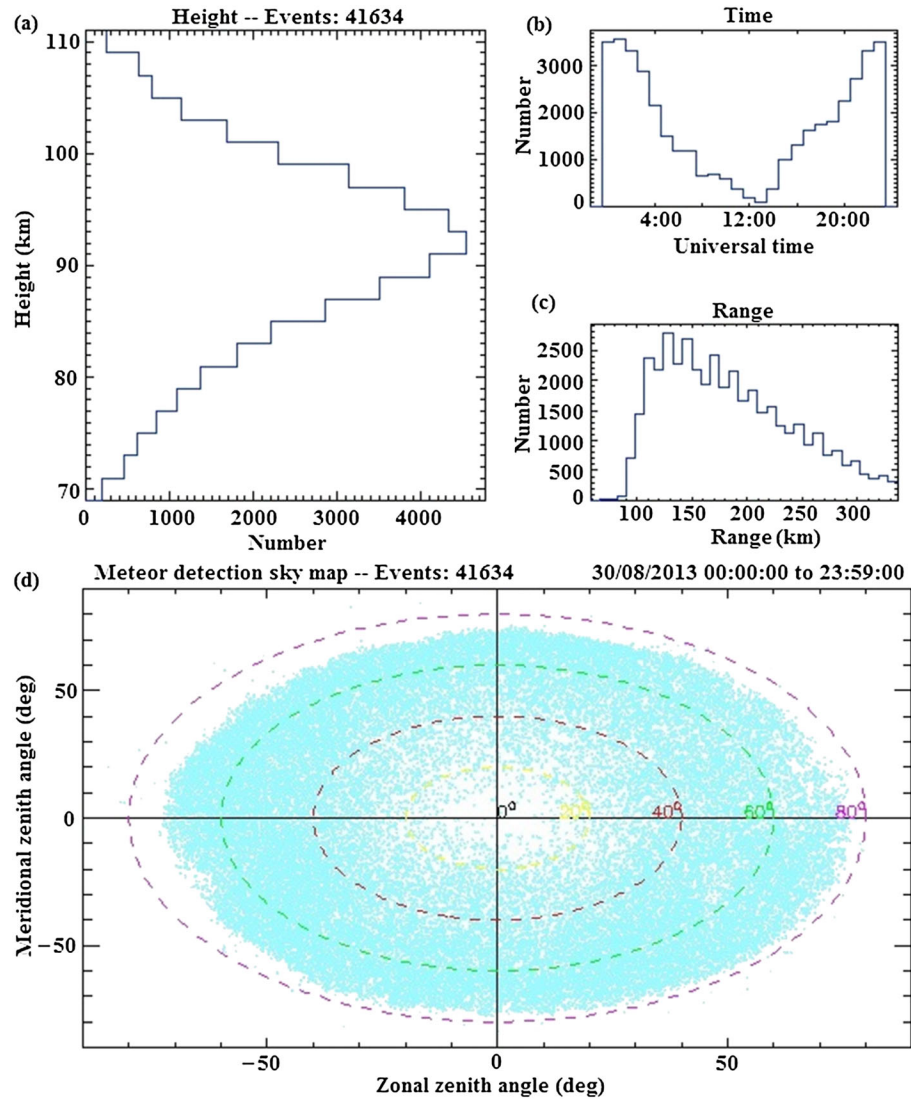 (a) Height -- Events: 41634
110
100
90
80
70
Height (km)
0 1000 2000 3000 4000
Number
(b) Time
3000
2000
1000
0
Number
4:00 12:00 20:00
Universal time
(c) Range
2500
2000
1500
1000
500
0
Number
100 150 200 250 300
Range (km)
(d) Meteor detection sky map -- Events: 41634 30/08/2013 00:00:00 to 23:59:00
50
0
−50
Meridional zenith angle (deg)
0° 20° 40° 60° 80°
−50 0 50
Zonal zenith angle (deg)